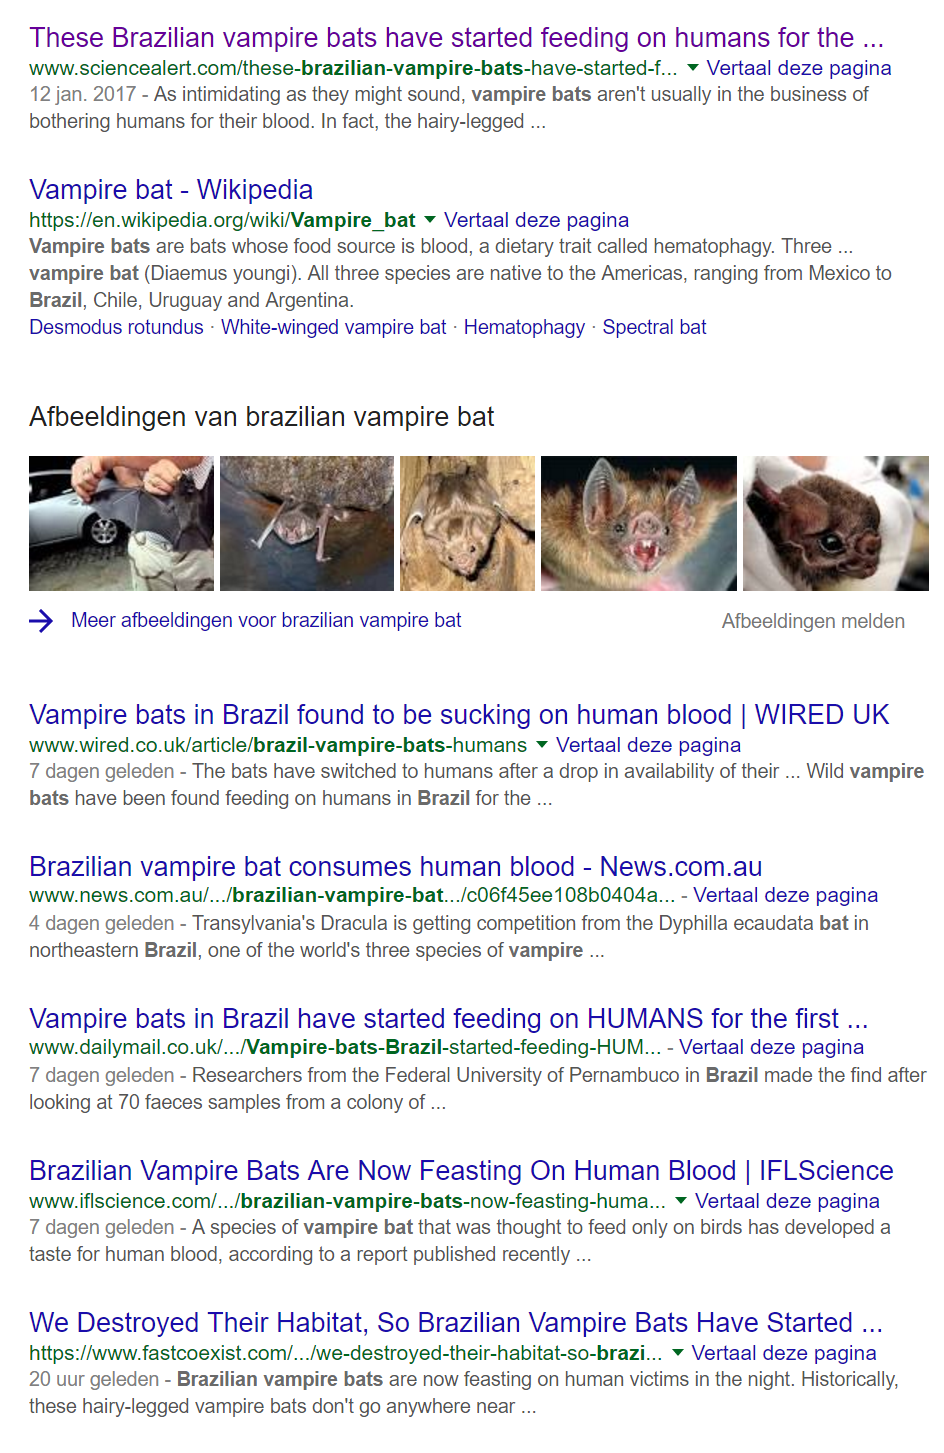 These Brazilian vampire bats have started feeding on humans for the ...
www.sciencealert.com/these-brazilian-vampire-bats-have-started-f... Vertaal deze pagina
12 jan. 2017 - As intimidating as they might sound, vampire bats aren't usually in the business of
bothering humans for their blood. In fact, the hairy-legged ...
Vampire bat - Wikipedia
https://en.wikipedia.org/wiki/Vampire_bat Vertaal deze pagina
Vampire bats are bats whose food source is blood, a dietary trait called hematophagy. Three ...
vampire bat (Diaemus youngi). All three species are native to the Americas, ranging from Mexico to
Brazil, Chile, Uruguay and Argentina.
Desmodus rotundus · White-winged vampire bat · Hematophagy · Spectral bat
Afbeeldingen van brazilian vampire bat
Meer afbeeldingen voor brazilian vampire bat Afbeeldingen melden
Vampire bats in Brazil found to be sucking on human blood | WIRED UK
www.wired.co.uk/article/brazil-vampire-bats-humans Vertaal deze pagina
7 dagen geleden - The bats have switched to humans after a drop in availability of their ... Wild vampire
bats have been found feeding on humans in Brazil for the ...
Brazilian vampire bat consumes human blood - News.com.au
www.news.com.au/.../brazilian-vampire-bat.../c06f45ee108b0404a... - Vertaal deze pagina
4 dagen geleden - Transylvania's Dracula is getting competition from the Dyphilla ecaudata bat in
northeastern Brazil, one of the world's three species of vampire ...
Vampire bats in Brazil have started feeding on HUMANS for the first ...
www.dailymail.co.uk/.../Vampire-bats-Brazil-started-feeding-HUM... - Vertaal deze pagina
7 dagen geleden - Researchers from the Federal University of Pernambuco in Brazil made the find after
looking at 70 faeces samples from a colony of ...
Brazilian Vampire Bats Are Now Feasting On Human Blood | IFLScience
www.iflscience.com/.../brazilian-vampire-bats-now-feasting-huma... Vertaal deze pagina
7 dagen geleden - A species of vampire bat that was thought to feed only on birds has developed a
taste for human blood, according to a report published recently ...
We Destroyed Their Habitat, So Brazilian Vampire Bats Have Started ...
https://www.fastcoexist.com/.../we-destroyed-their-habitat-so-brazi... Vertaal deze pagina
20 uur geleden - Brazilian vampire bats are now feasting on human victims in the night. Historically,
these hairy-legged vampire bats don't go anywhere near ...